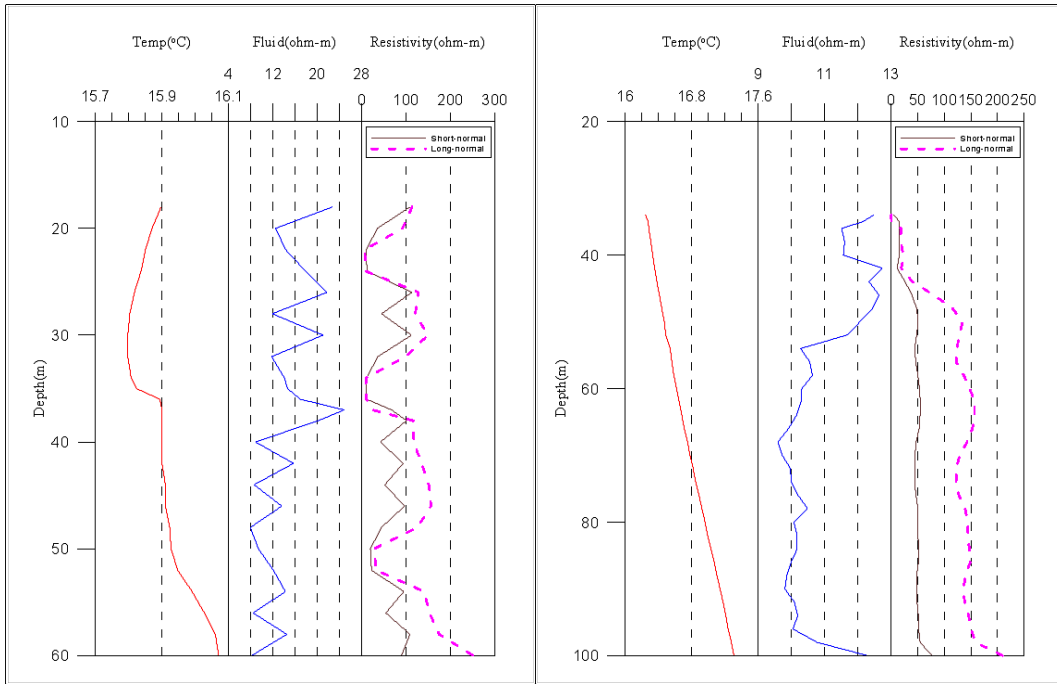 Temp(°C) Fluid(ohm-m) Resistivity(ohm-m)
4 12 20 28
15.7 15.9 16.1 0 100 200 300
10
Short-normal
Long-normal
20
30
Depth(m)
40
50
60
Temp(°C) Fluid(ohm-m) Resistivity(ohm-m)
9 11 13
16 16.8 17.6 0 50 100 150 200 250
20
Short-normal
Long-normal
40
60
Depth(m)
80
100